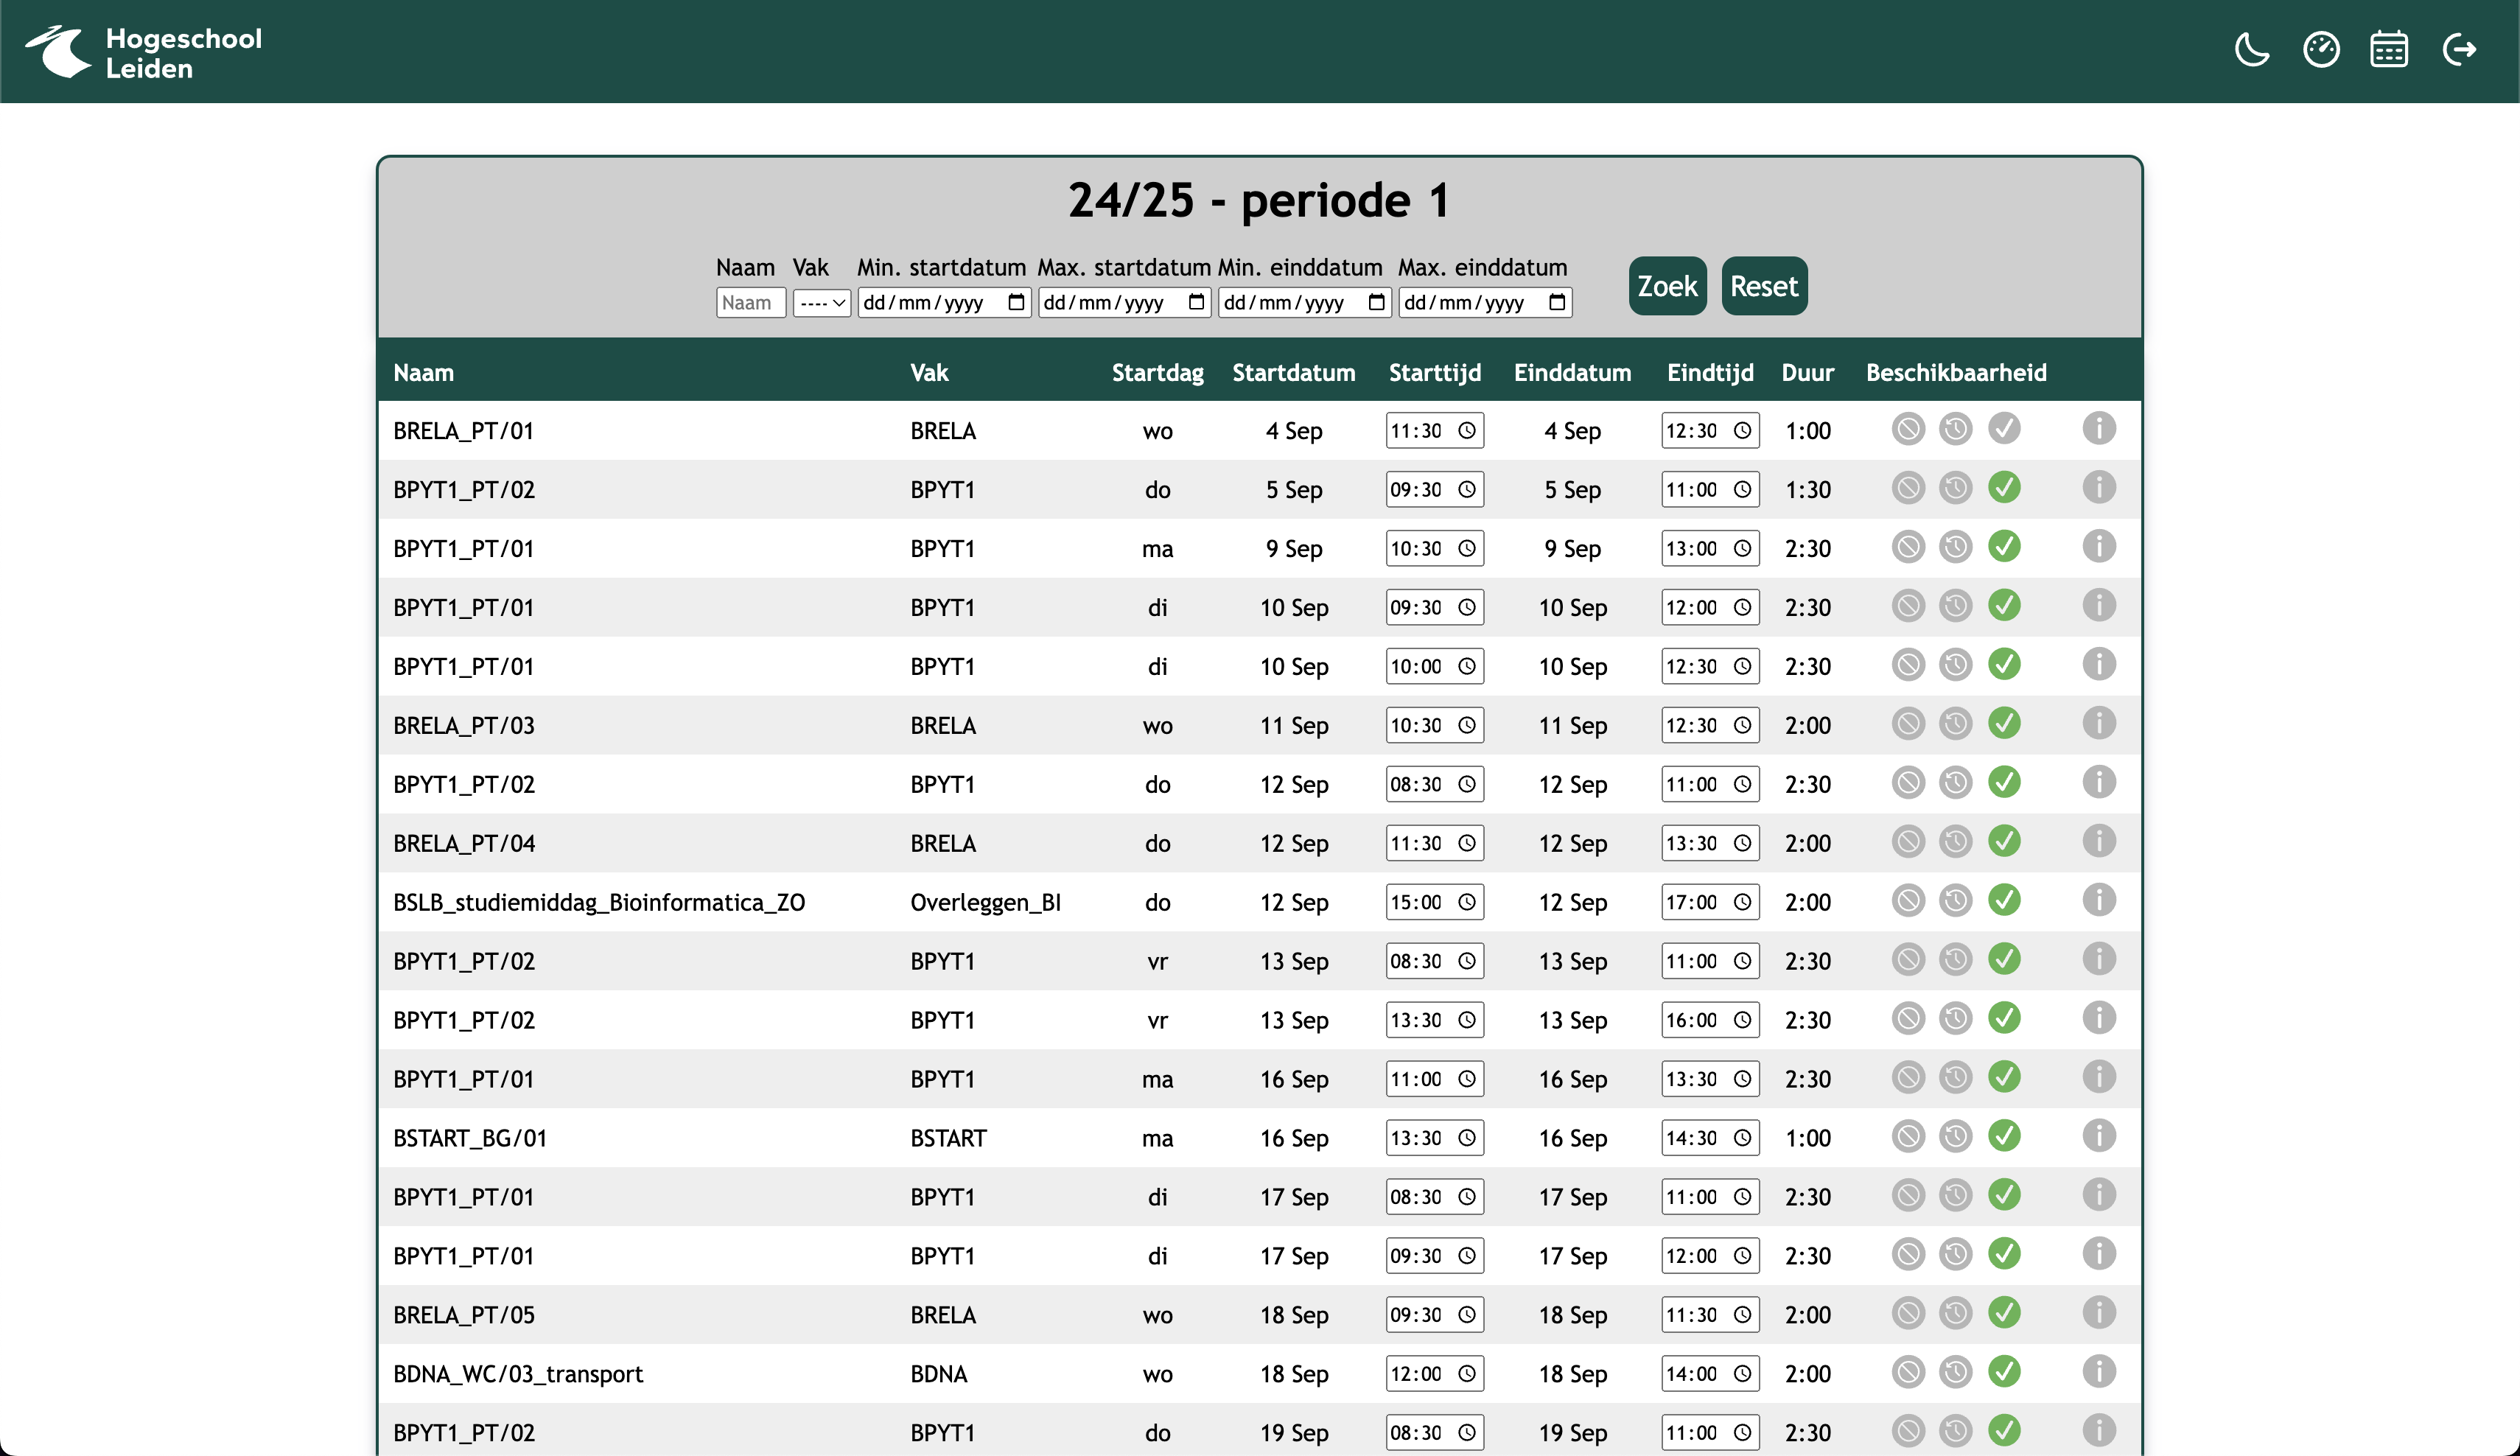 Hogeschool
Leiden
24/25 - periode 1
Naam Vak Min. startdatum Max. startdatum Min. einddatum Max. einddatum
Naam ---- dd/mm/yyyy dd/mm/yyyy dd/mm/yyyy dd/mm/yyyy Zoek Reset
Naam Vak Startdag Startdatum Starttijd Einddatum Eindtijd Duur Beschikbaarheid
BRELA_PT/01 BRELA wo 4 Sep 11:30 4 Sep 12:30 1:00
BPYT1_PT/02 BPYT1 do 5 Sep 09:30 5 Sep 11:00 1:30
BPYT1_PT/01 BPYT1 ma 9 Sep 10:30 9 Sep 13:00 2:30
BPYT1_PT/01 BPYT1 di 10 Sep 09:30 10 Sep 12:00 2:30
BPYT1_PT/01 BPYT1 di 10 Sep 10:00 10 Sep 12:30 2:30
BRELA_PT/03 BRELA wo 11 Sep 10:30 11 Sep 12:30 2:00
BPYT1_PT/02 BPYT1 do 12 Sep 08:30 12 Sep 11:00 2:30
BRELA_PT/04 BRELA do 12 Sep 11:30 12 Sep 13:30 2:00
BSLB_studiemiddag_Bioinformatica_ZO Overleggen_BI do 12 Sep 15:00 12 Sep 17:00 2:00
BPYT1_PT/02 BPYT1 vr 13 Sep 08:30 13 Sep 11:00 2:30
BPYT1_PT/02 BPYT1 vr 13 Sep 13:30 13 Sep 16:00 2:30
BPYT1_PT/01 BPYT1 ma 16 Sep 11:00 16 Sep 13:30 2:30
BSTART_BG/01 BSTART ma 16 Sep 13:30 16 Sep 14:30 1:00
BPYT1_PT/01 BPYT1 di 17 Sep 08:30 17 Sep 11:00 2:30
BPYT1_PT/01 BPYT1 di 17 Sep 09:30 17 Sep 12:00 2:30
BRELA_PT/05 BRELA wo 18 Sep 09:30 18 Sep 11:30 2:00
BDNA_WC/03_transport BDNA wo 18 Sep 12:00 18 Sep 14:00 2:00
BPYT1_PT/02 BPYT1 do 19 Sep 08:30 19 Sep 11:00 2:30